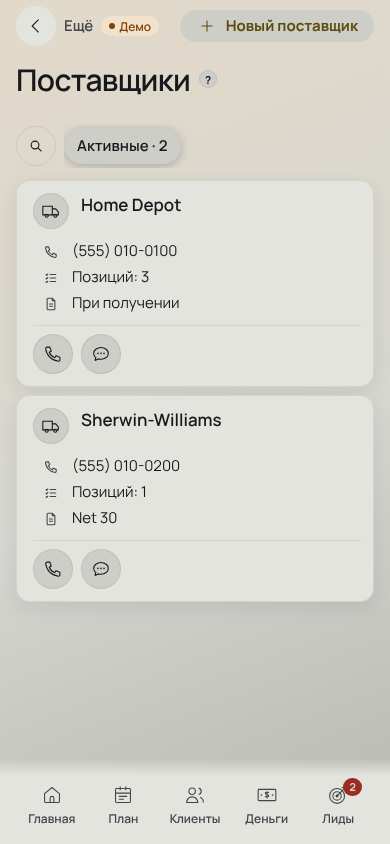 Ещё
Демо
Новый поставщик
Поставщики
?
Активные · 2
Home Depot
(555) 010-0100
Позиций: 3
При получении
Sherwin-Williams
(555) 010-0200
Позиций: 1
Net 30
2
Главная
План
Клиенты
Деньги
Лиды